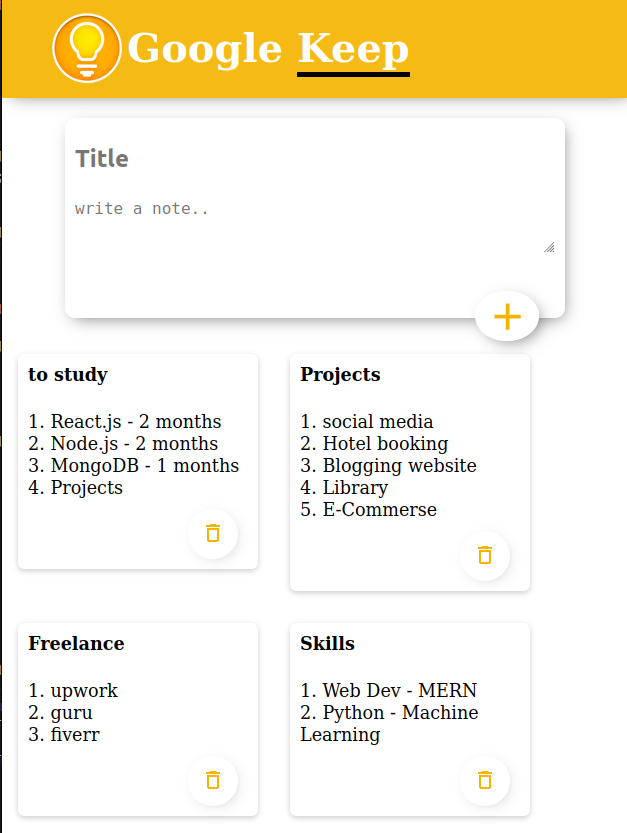 Google Keep
Title
write a note..
to study
1. React.js - 2 months
2. Node.js - 2 months
3. MongoDB - 1 months
4. Projects
Projects
1. social media
2. Hotel booking
3. Blogging website
4. Library
5. E-Commerse
Freelance
1. upwork
2. guru
3. fiverr
Skills
1. Web Dev - MERN
2. Python - Machine
Learning